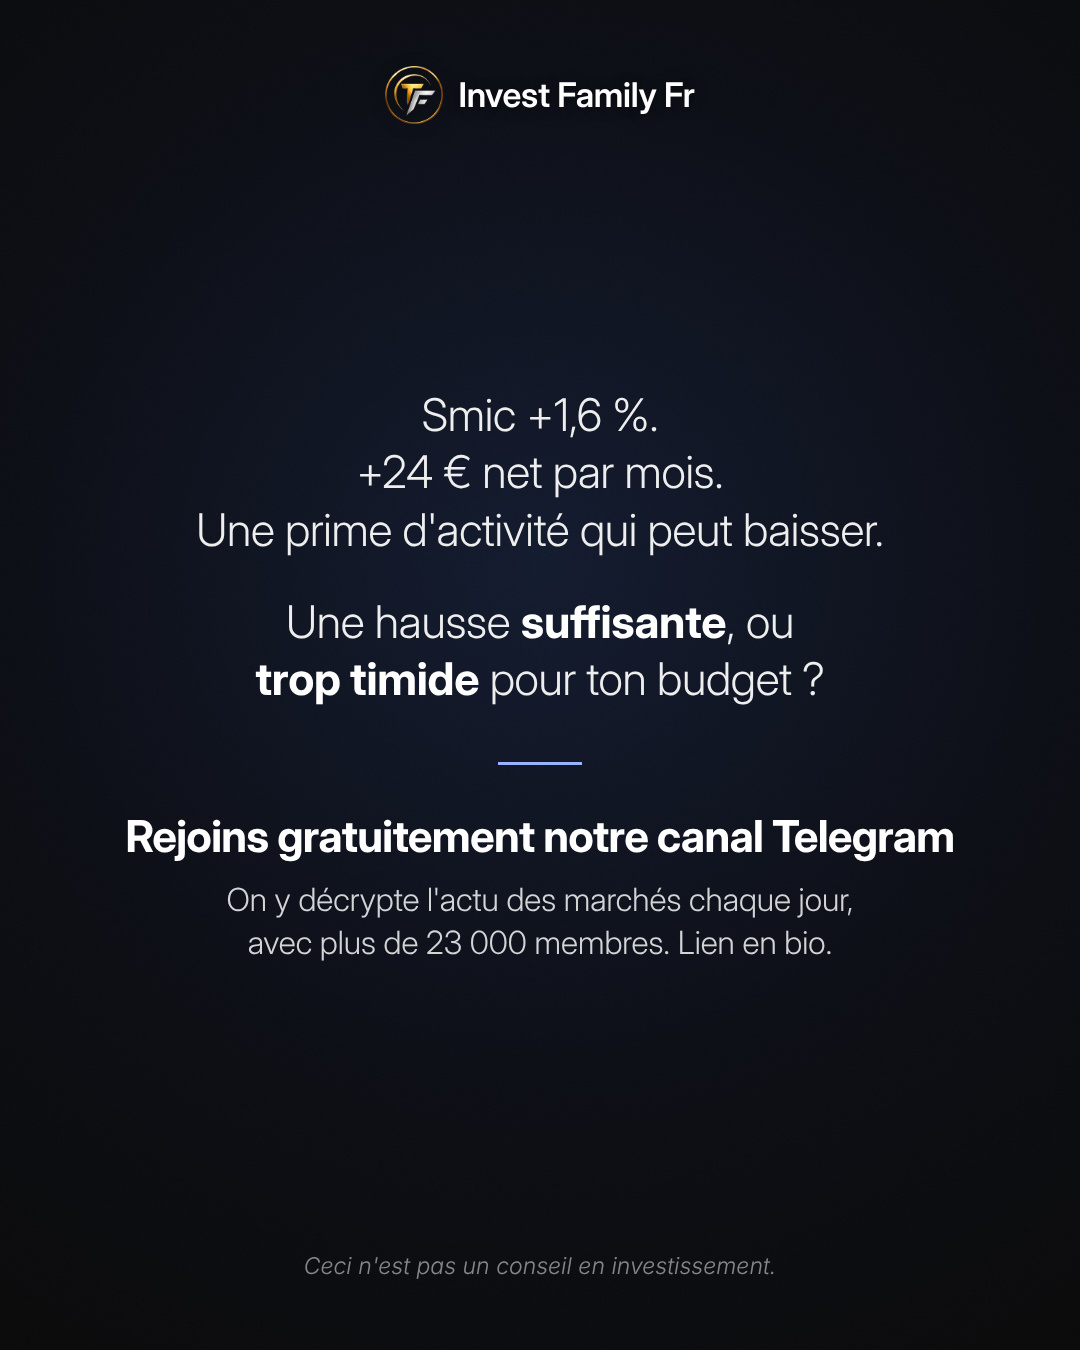 TF Invest Family Fr
Smic +1,6 %.
+24 € net par mois.
Une prime d'activité qui peut baisser.
Une hausse suffisante, ou
trop timide pour ton budget ?
Rejoins gratuitement notre canal Telegram
On y décrypte l'actu des marchés chaque jour,
avec plus de 23 000 membres. Lien en bio.
Ceci n'est pas un conseil en investissement.